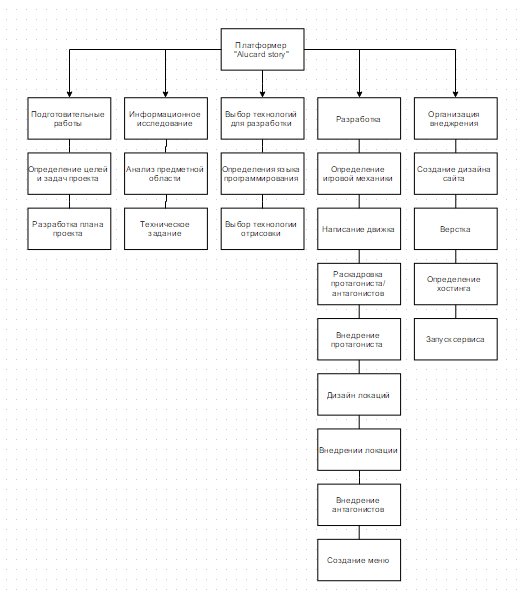 Платформер
"Alucard story"
Подготовительные
работы
Информационное
исследование
Выбор технологий
для разработки
Разработка
Организация
внеджрения
Определение целей
и задач проекта
Анализ предметной
области
Определения языка
программирования
Определение
игровой механики
Создание дизайна
сайта
Разработка плана
проекта
Техническое
задание
Выбор технологии
отрисовки
Написание движка
Верстка
Раскадровка
протагониста/
антагонистов
Определение
хостинга
Внедрение
протагониста
Запуск сервиса
Дизайн локаций
Внедрении локации
Внедрение
антагонистов
Создание меню